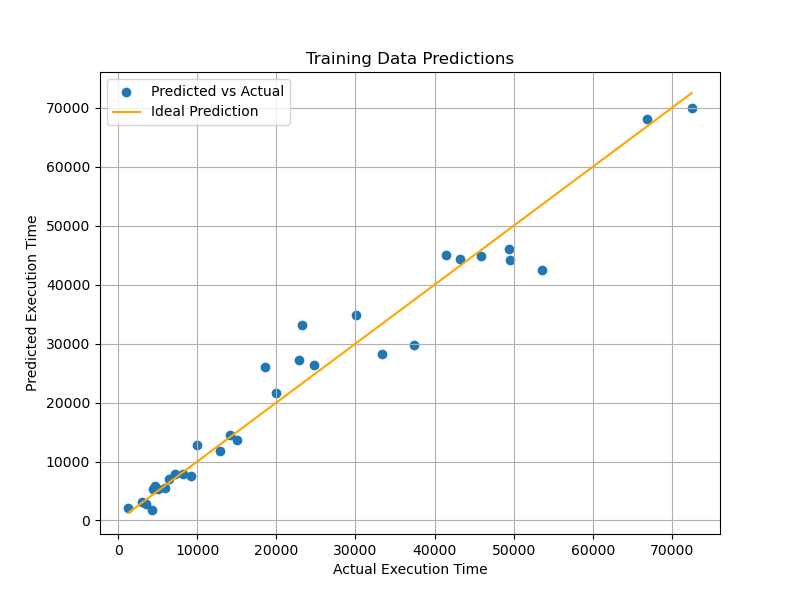 Training Data Predictions
Predicted vs Actual
Ideal Prediction
Predicted Execution Time
70000
60000
50000
40000
30000
20000
10000
0
0 10000 20000 30000 40000 50000 60000 70000
Actual Execution Time